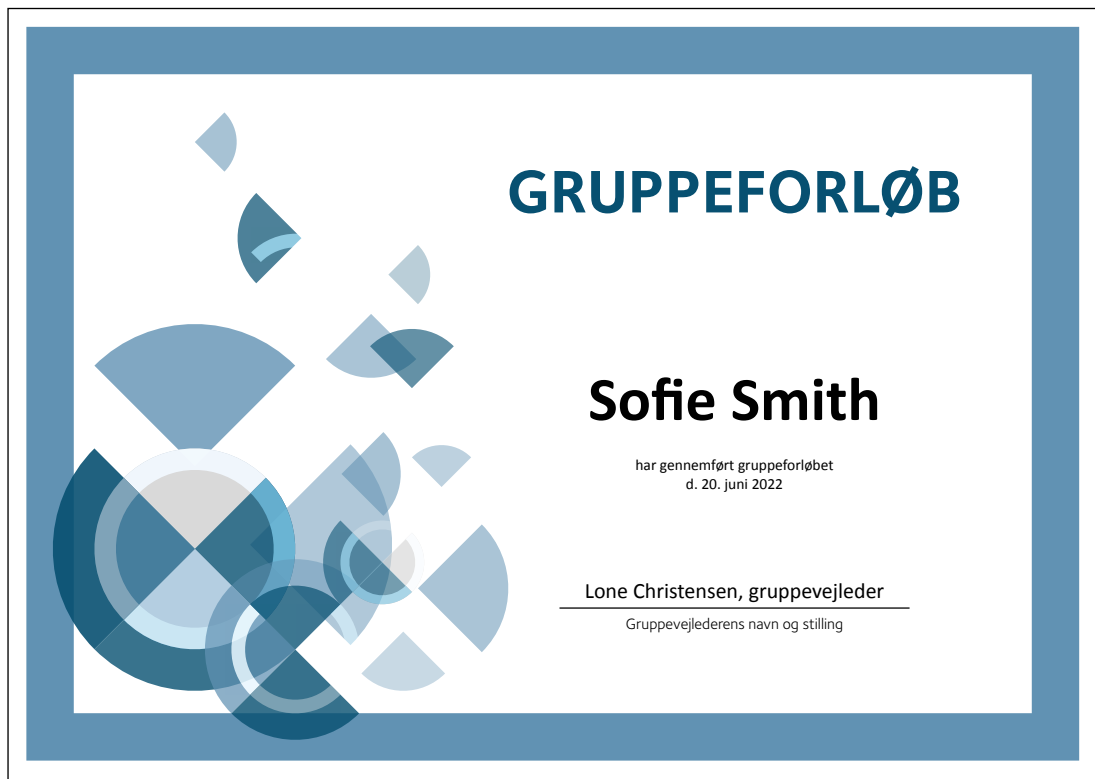 GRUPPEFORLØB
Sofie Smith
har gennemført gruppeforløbet
d. 20. juni 2022
Lone Christensen, gruppevejleder
Gruppevejlederens navn og stilling